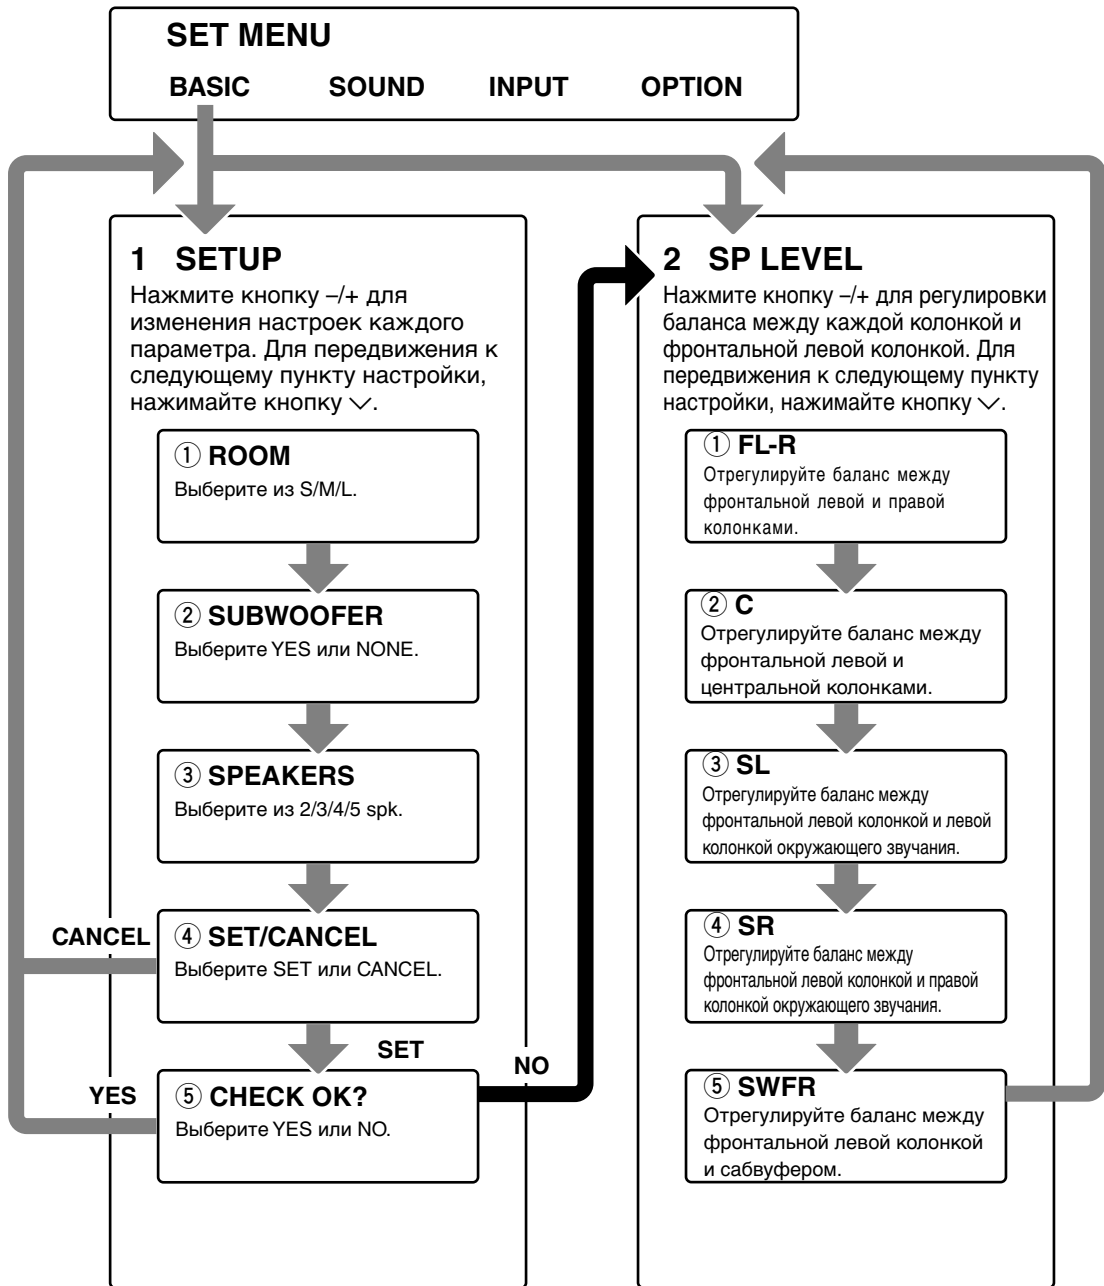 SET MENU
BASIC SOUND INPUT OPTION
1 SETUP
Нажмите кнопку –/+ для
изменения настроек каждого
параметра. Для передвижения к
следующему пункту настройки,
нажимайте кнопку ∨.
① ROOM
Выберите из S/M/L.
② SUBWOOFER
Выберите YES или NONE.
③ SPEAKERS
Выберите из 2/3/4/5 spk.
CANCEL
④ SET/CANCEL
Выберите SET или CANCEL.
SET
NO
YES
⑤ CHECK OK?
Выберите YES или NO.
2 SP LEVEL
Нажмите кнопку –/+ для регулировки
баланса между каждой колонкой и
фронтальной левой колонкой. Для
передвижения к следующему пункту
настройки, нажимайте кнопку ∨.
① FL-R
Отрегулируйте баланс между
фронтальной левой и правой
колонками.
② C
Отрегулируйте баланс между
фронтальной левой и
центральной колонками.
③ SL
Отрегулируйте баланс между
фронтальной левой колонкой и левой
колонкой окружающего звучания.
④ SR
Отрегулируйте баланс между
фронтальной левой колонкой и правой
колонкой окружающего звучания.
⑤ SWFR
Отрегулируйте баланс между
фронтальной левой колонкой
и сабвуфером.